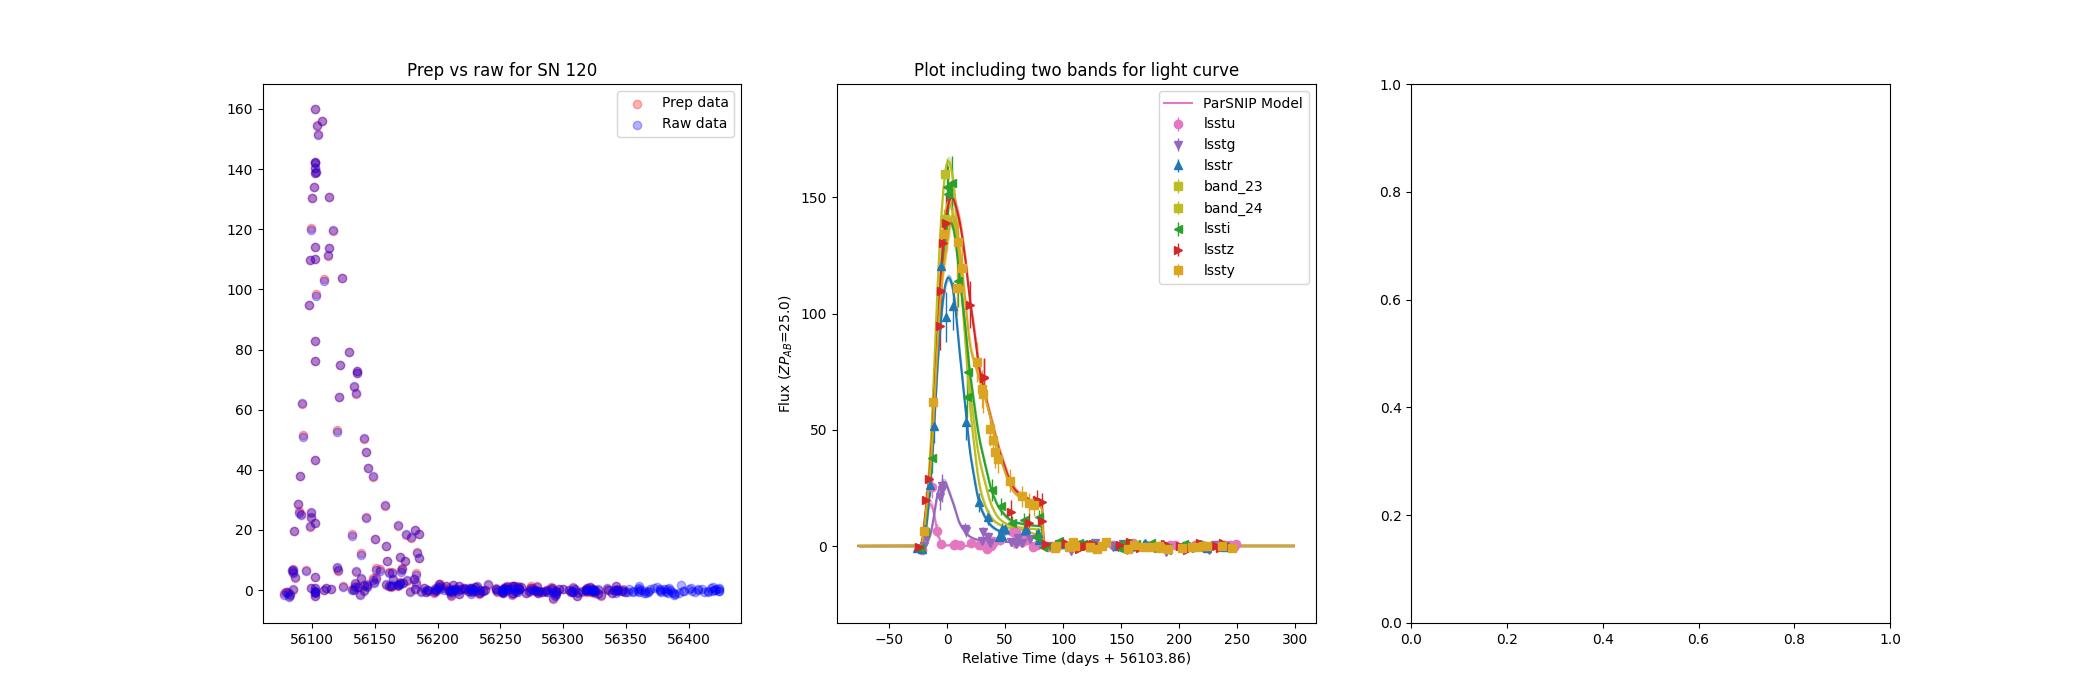 Prep vs raw for SN 120
160
140
120
100
80
60
40
20
0
56100 56150 56200 56250 56300 56350 56400
Prep data
Raw data
Plot including two bands for light curve
Flux (ZP_AB=25.0)
150
100
50
0
−50 0 50 100 150 200 250 300
Relative Time (days + 56103.86)
ParSNIP Model
lsstu
lsstg
lsstr
band_23
band_24
lssti
lsstz
lssty
1.0
0.8
0.6
0.4
0.2
0.0
0.0 0.2 0.4 0.6 0.8 1.0